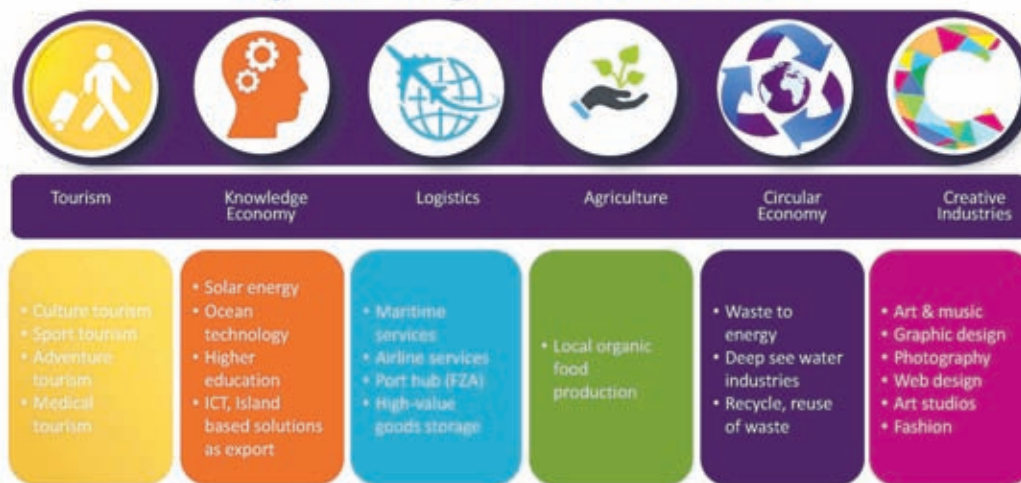 Tourism
Knowledge
Economy
Logistics
Agriculture
Circular
Economy
Creative
Industries
• Culture tourism
• Sport tourism
• Adventure
tourism
• Medical
tourism
• Solar energy
• Ocean
technology
• Higher
education
• ICT, Island
based solutions
as export
• Maritime
services
• Airline services
• Port hub (FZA)
• High-value
goods storage
• Local organic
food
production
• Waste to
energy
• Deep see water
industries
• Recycle, reuse
of waste
• Art & music
• Graphic design
• Photography
• Web design
• Art studios
• Fashion